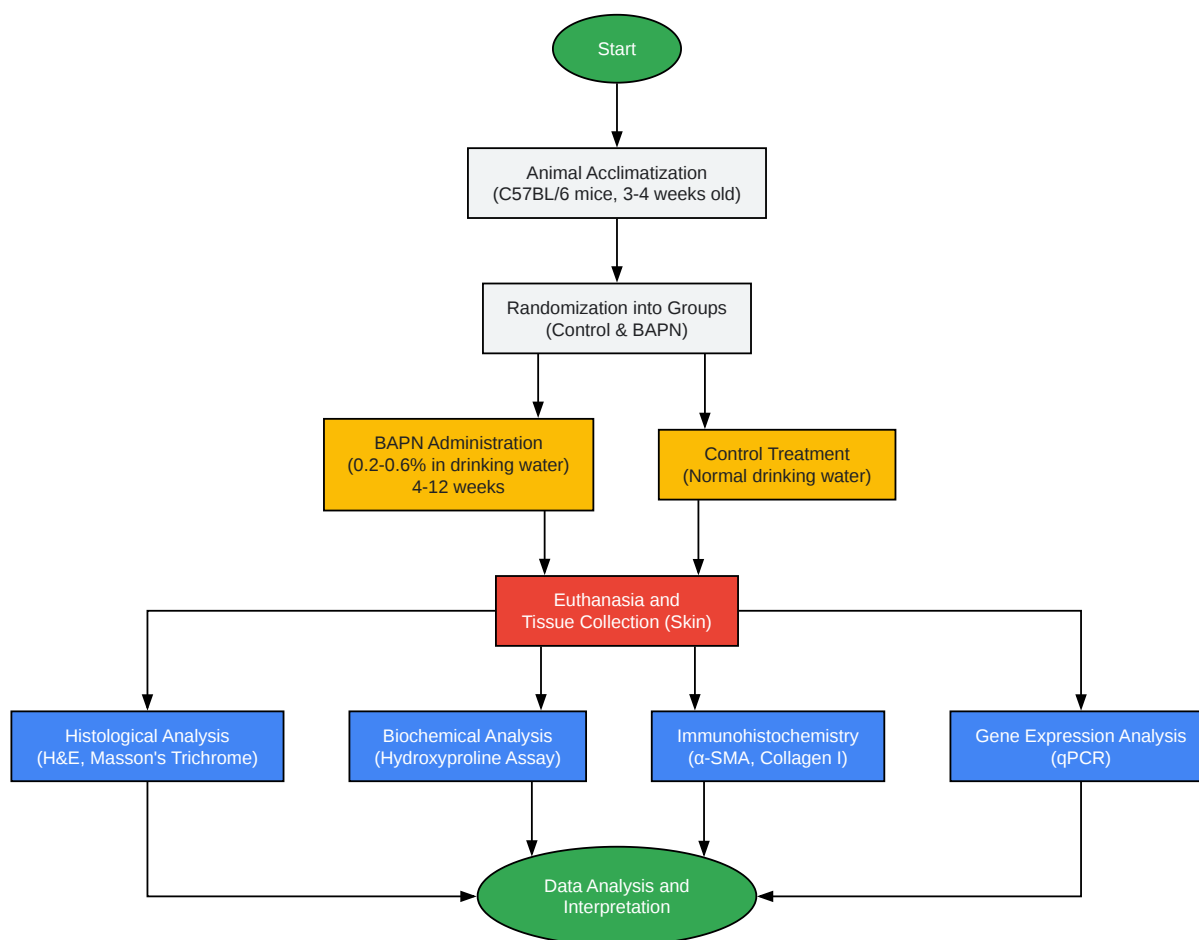 Start
Animal Acclimatization
(C57BL/6 mice, 3-4 weeks old)
Randomization into Groups
(Control & BAPN)
BAPN Administration
(0.2-0.6% in drinking water)
4-12 weeks
Control Treatment
(Normal drinking water)
Euthanasia and
Tissue Collection (Skin)
Histological Analysis
(H&E, Masson's Trichrome)
Biochemical Analysis
(Hydroxyproline Assay)
Immunohistochemistry
(α-SMA, Collagen I)
Gene Expression Analysis
(qPCR)
Data Analysis and
Interpretation